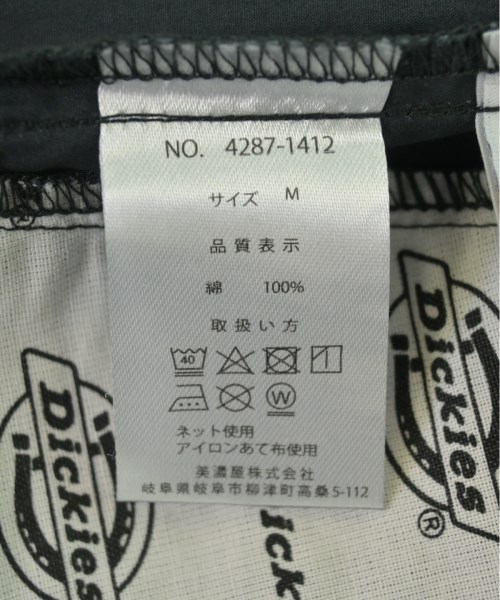 NO. 4287-1412
サイズ M
品質表示
綿 100%
取扱い方
40
W
ネット使用
アイロンあて布使用
美濃屋株式会社
岐阜県岐阜市柳津町高桑5-112
Dickies
®
Dickies
®
ick